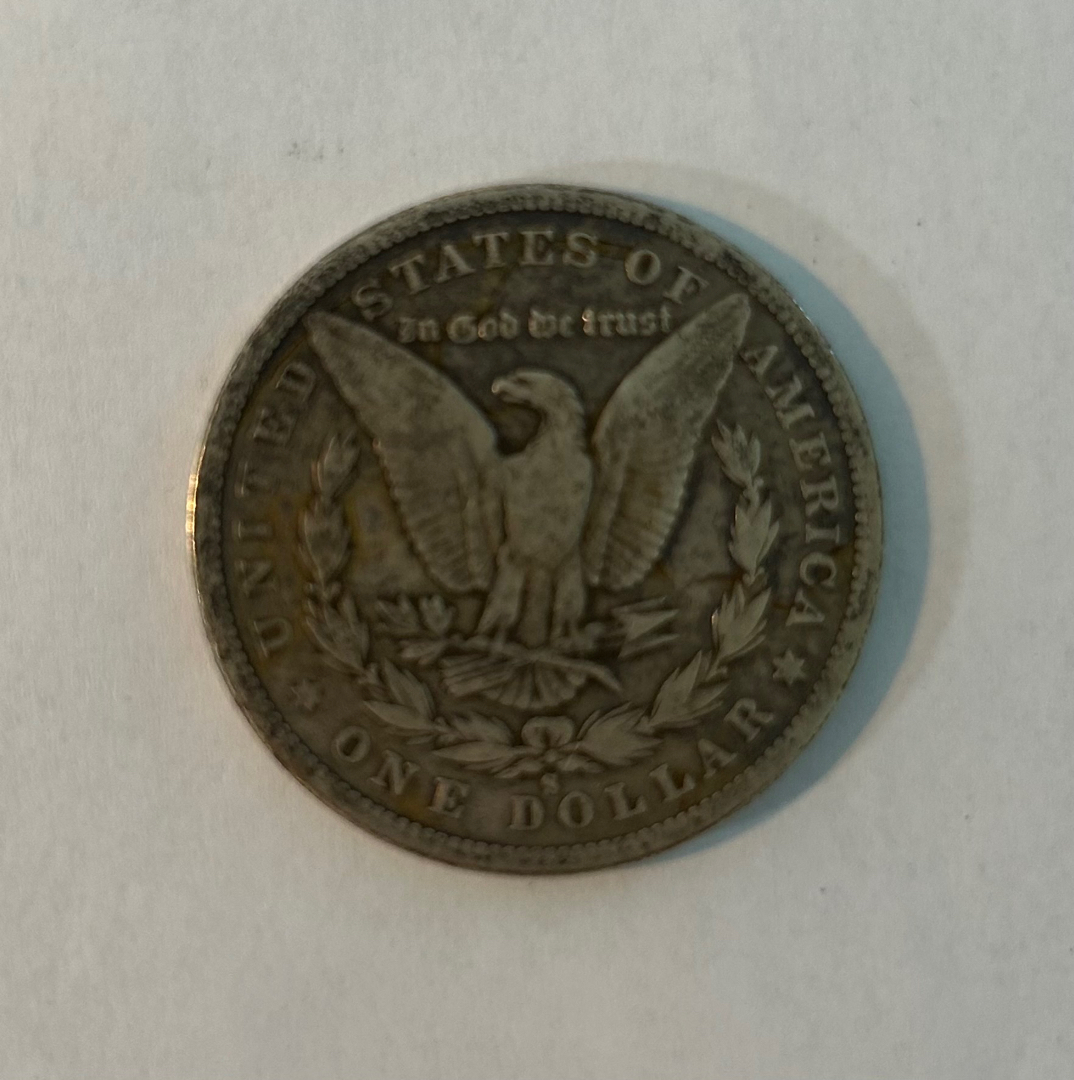 UNITED STATES OF AMERICA
In God we trust
S
ONE DOLLAR